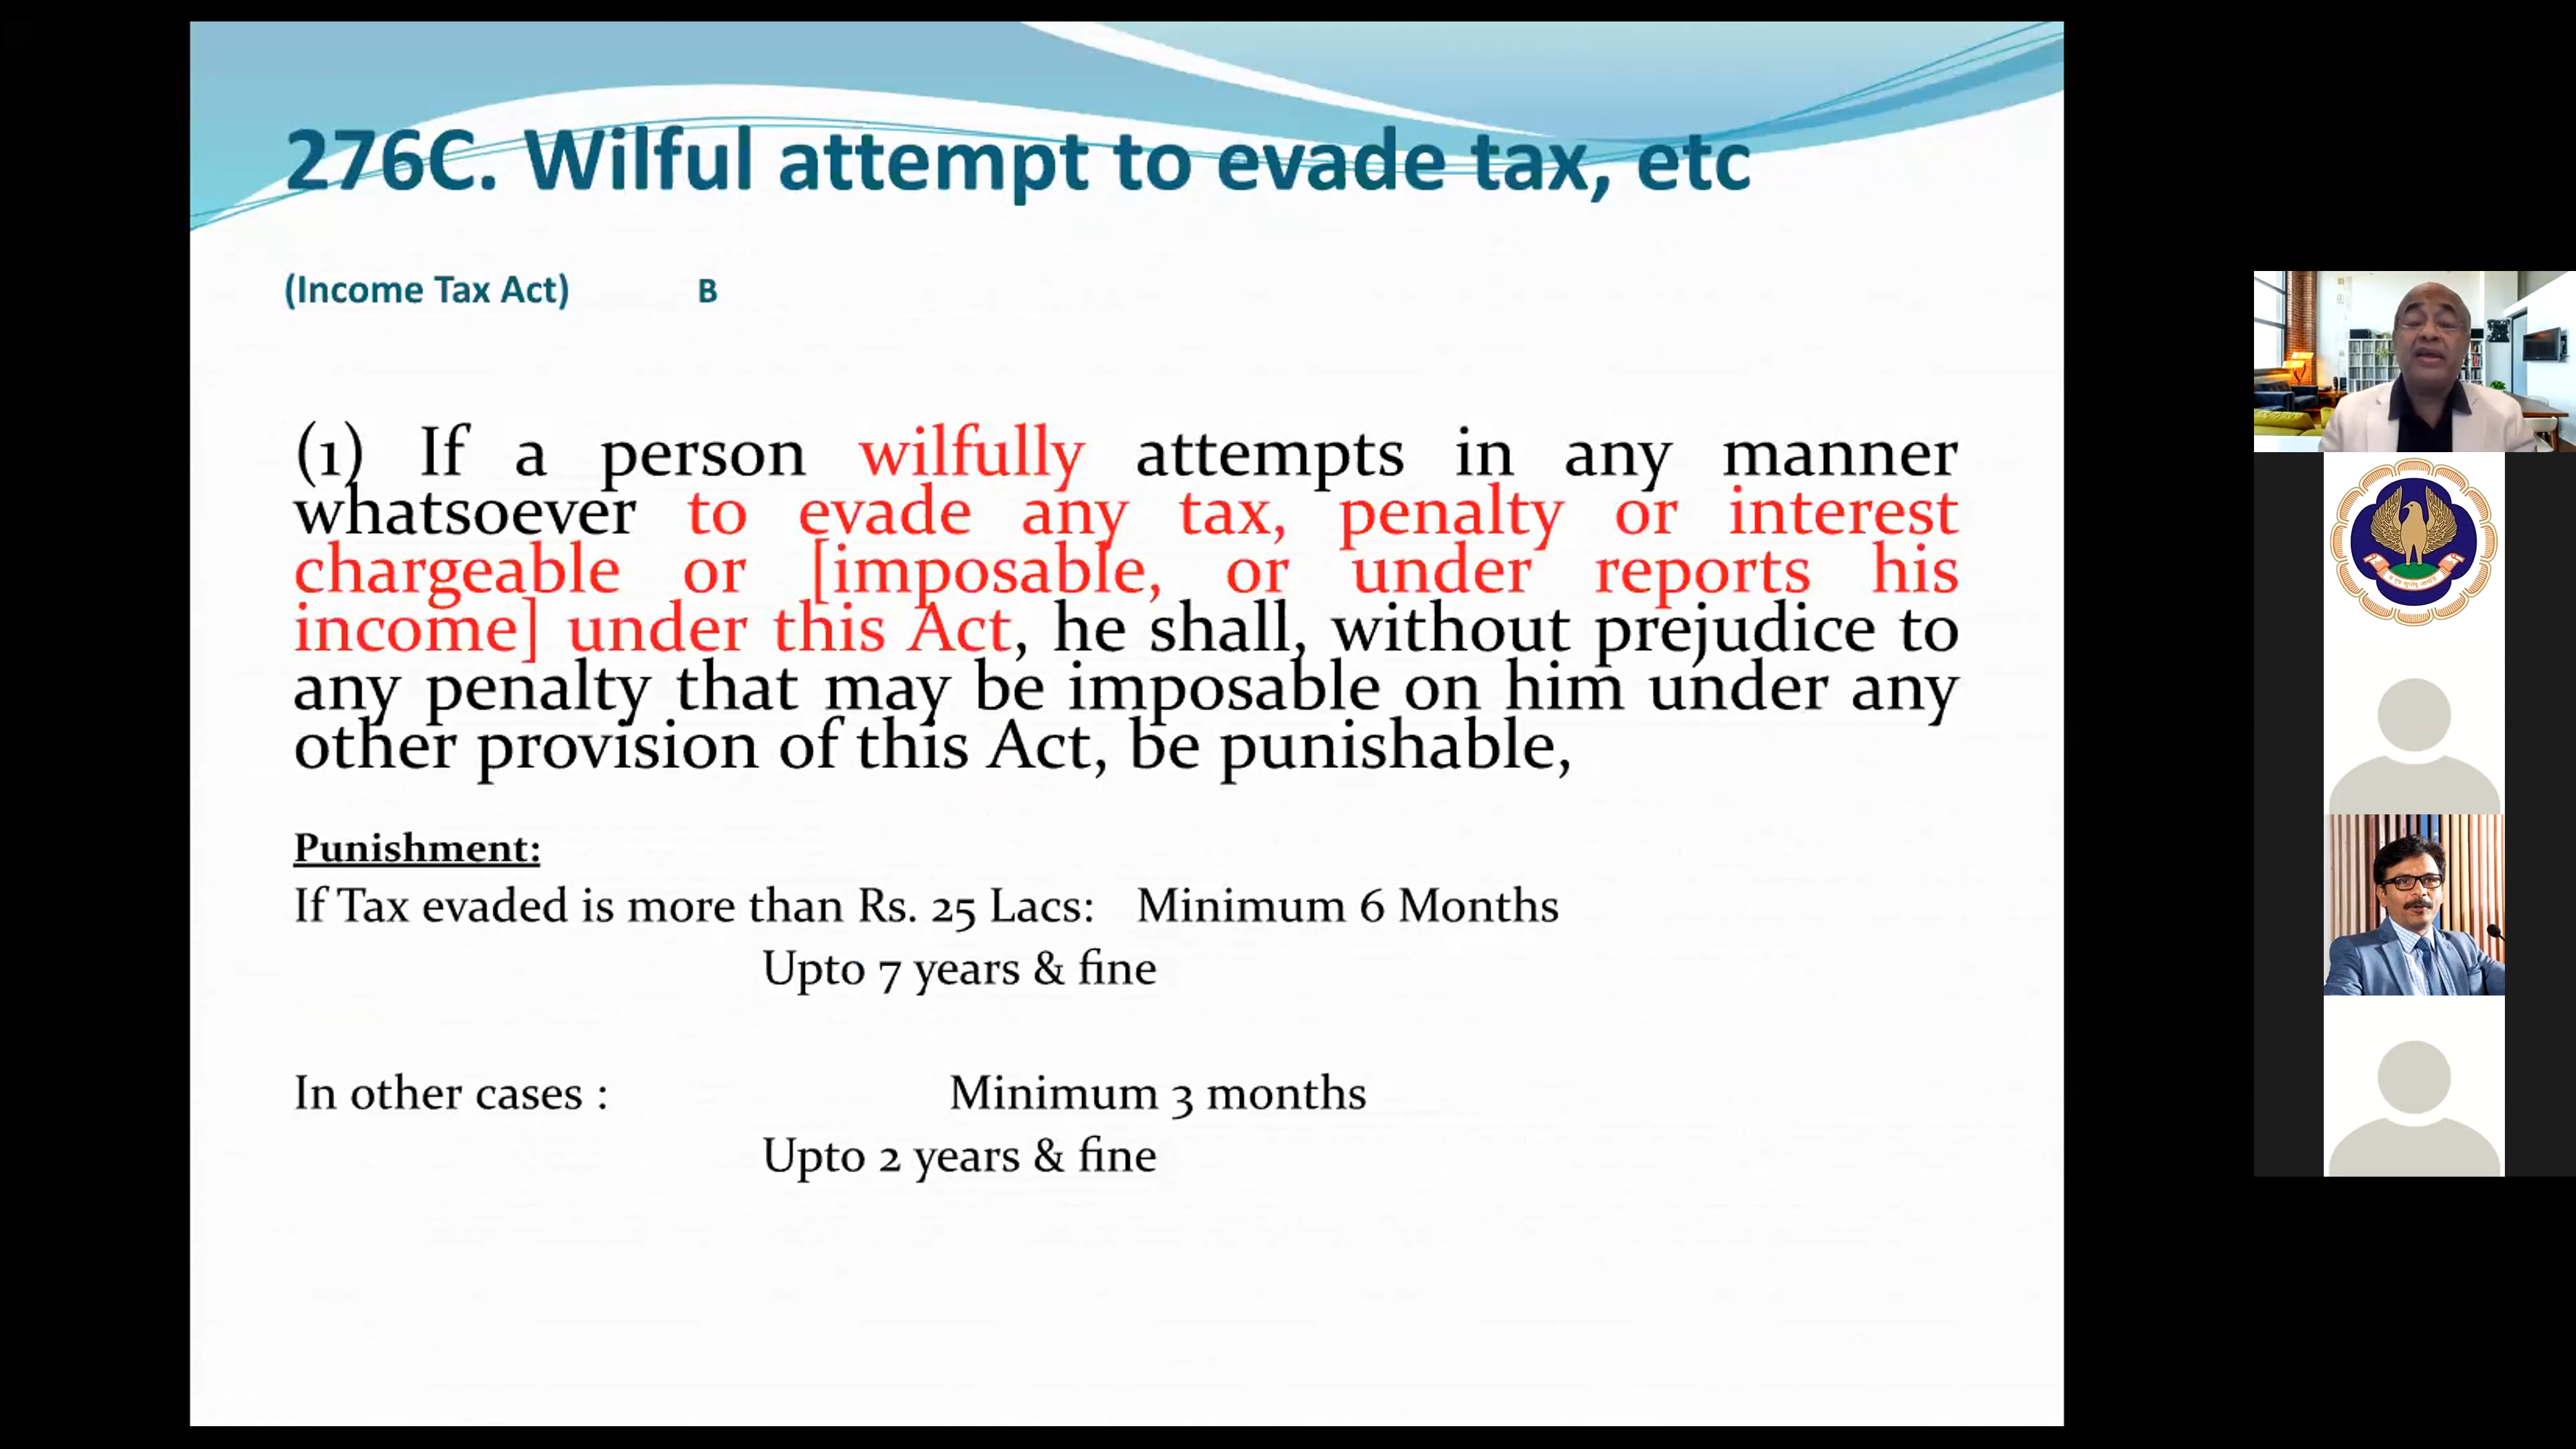 276C. Wilful attempt to evade tax, etc
(Income Tax Act) B
(1) If a person wilfully attempts in any manner
whatsoever to evade any tax, penalty or interest
chargeable or [imposable, or under reports his
income] under this Act, he shall, without prejudice to
any penalty that may be imposable on him under any
other provision of this Act, be punishable,
Punishment:
If Tax evaded is more than Rs. 25 Lacs: Minimum 6 Months
Upto 7 years & fine
In other cases : Minimum 3 months
Upto 2 years & fine